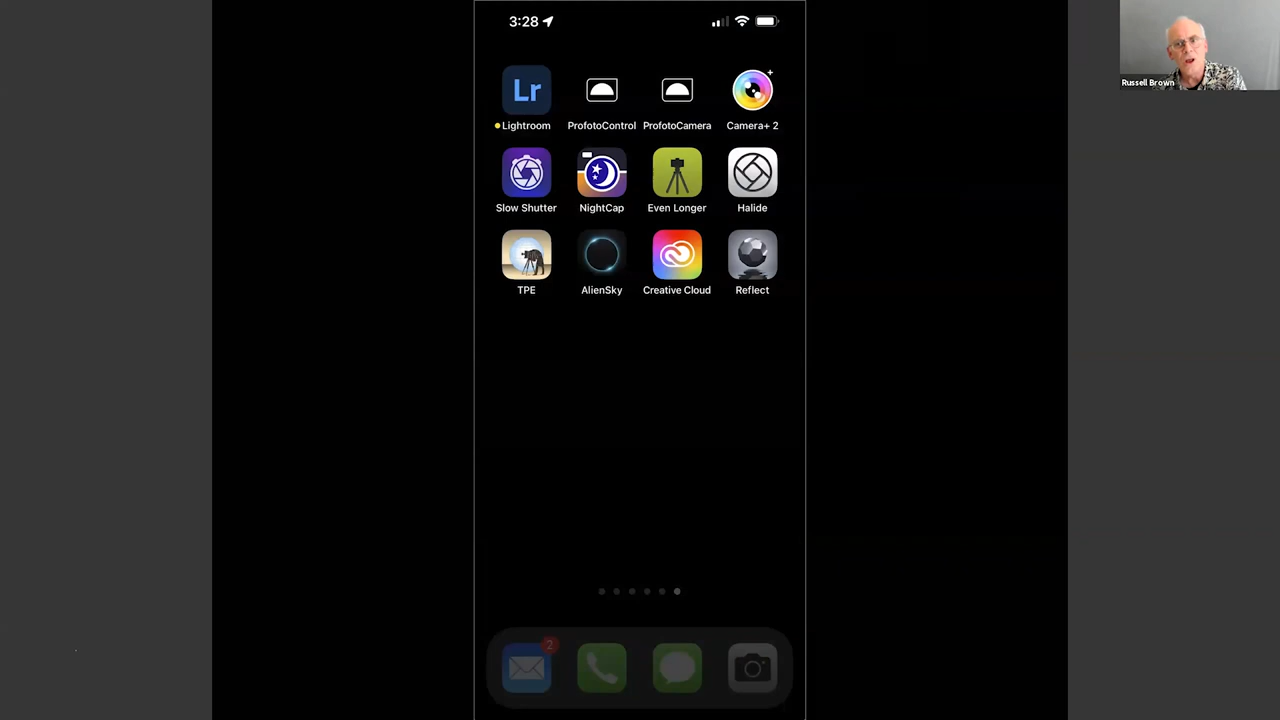 3:28
Russell Brown
Lr
Lightroom
ProfotoControl
ProfotoCamera
Camera+ 2
Slow Shutter
NightCap
Even Longer
Halide
TPE
AlienSky
Creative Cloud
Reflect
2